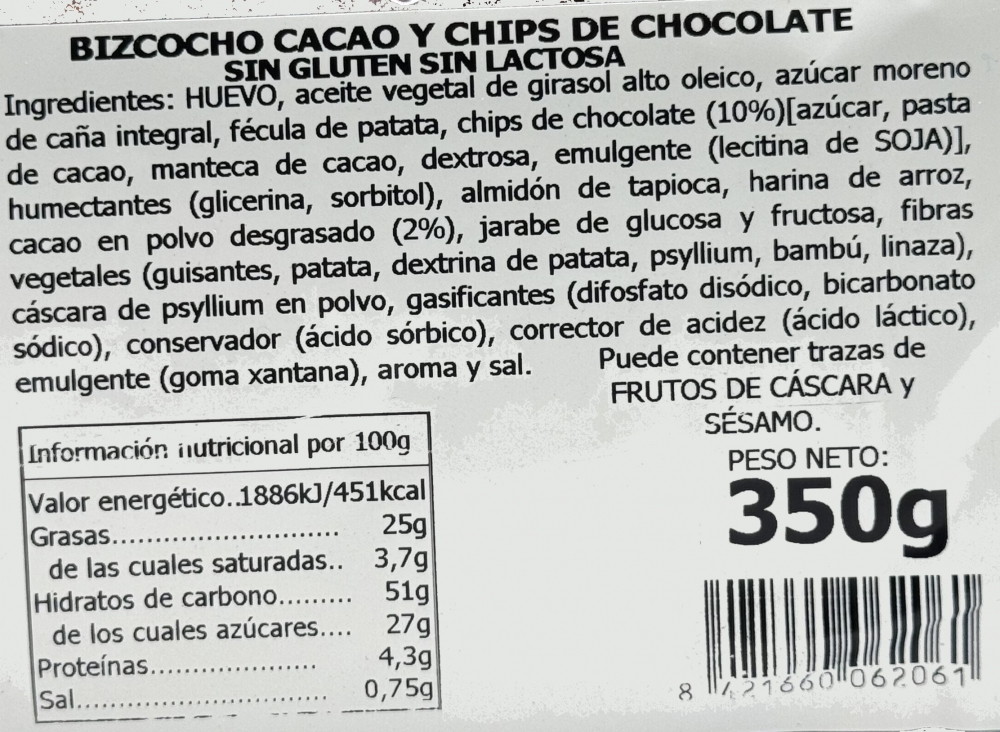 BIZCOCHO CACAO Y CHIPS DE CHOCOLATE
SIN GLUTEN SIN LACTOSA
Ingredientes: HUEVO, aceite vegetal de girasol alto oleico, azúcar moreno
de caña integral, fécula de patata, chips de chocolate (10%)[azúcar, pasta
de cacao, manteca de cacao, dextrosa, emulgente (lecitina de SOJA)],
humectantes (glicerina, sorbitol), almidón de tapioca, harina de arroz,
cacao en polvo desgrasado (2%), jarabe de glucosa y fructosa, fibras
vegetales (guisantes, patata, dextrina de patata, psyllium, bambú, linaza),
cáscara de psyllium en polvo, gasificantes (difosfato disódico, bicarbonato
sódico), conservador (ácido sórbico), corrector de acidez (ácido láctico),
emulgente (goma xantana), aroma y sal.
Puede contener trazas de
FRUTOS DE CÁSCARA y
SÉSAMO.
PESO NETO:
350g
Información nutricional por 100g
Valor energético..1886kJ/451kcal
Grasas........................... 25g
de las cuales saturadas.. 3,7g
Hidratos de carbono......... 51g
de los cuales azúcares.... 27g
Proteínas.................... 4,3g
Sal............................. 0,75g
8 421660 062061